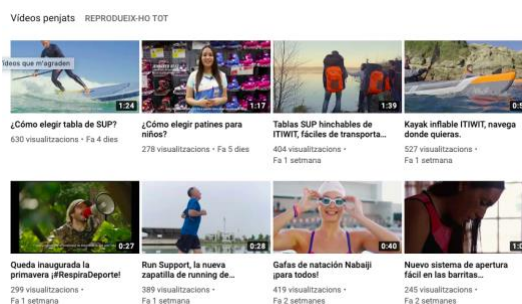 Vídeos penjats REPRODUEIX-HO TOT
Vídeos que m'agraden
1:24
1:17
1:39
¿Cómo elegir tabla de SUP?
630 visualitzacions • Fa 4 dies
¿Cómo elegir patines para
niños?
278 visualitzacions • Fa 5 dies
Tablas SUP hinchables de
ITIWIT, fáciles de transporta...
404 visualitzacions •
Fa 1 setmana
Kayak inflable ITIWIT, navega
donde quieras.
527 visualitzacions •
Fa 1 setmana
0:27
0:28
0:40
Queda inaugurada la
primavera ¡#RespiraDeporte!
299 visualitzacions •
Fa 1 setmana
Run Support, la nueva
zapatilla de running de...
389 visualitzacions •
Fa 1 setmana
Gafas de natación Nabaiji
¡para todos!
419 visualitzacions •
Fa 2 setmanes
Nuevo sistema de apertura
fácil en las barritas...
245 visualitzacions •
Fa 2 setmanes